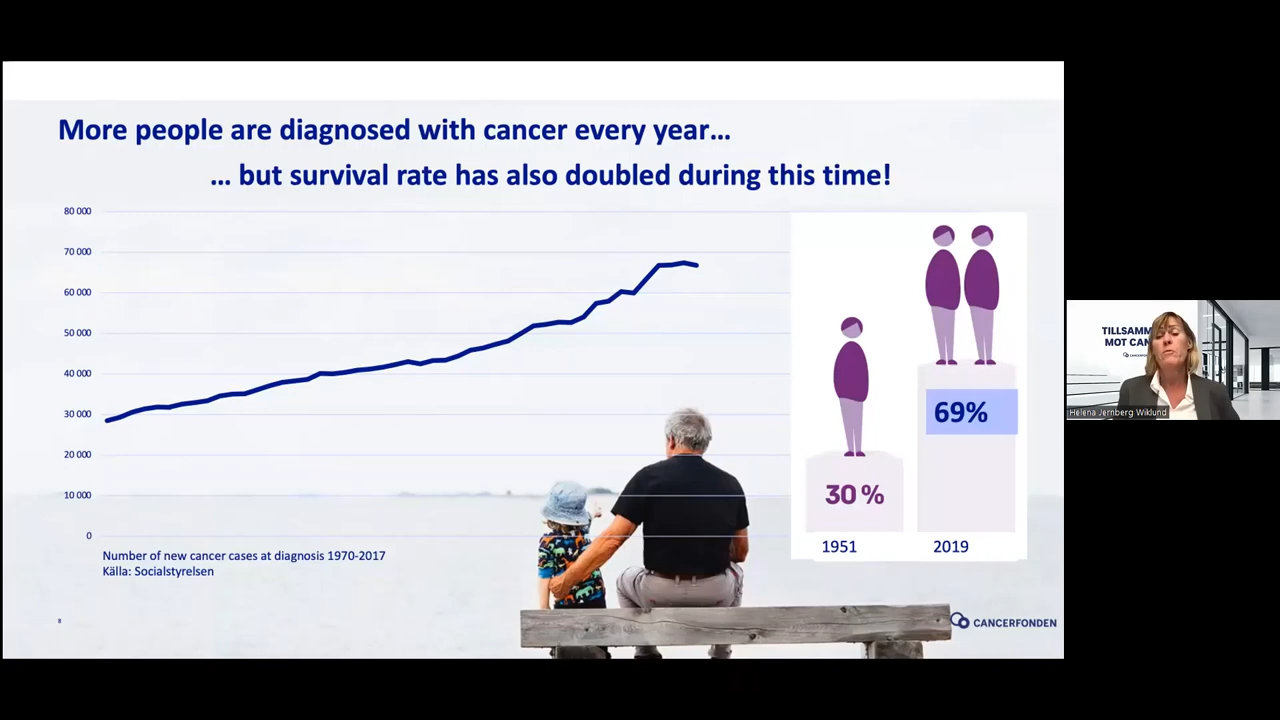 More people are diagnosed with cancer every year…
… but survival rate has also doubled during this time!
80 000
70 000
60 000
50 000
40 000
30 000
20 000
10 000
0
Number of new cancer cases at diagnosis 1970-2017
Källa: Socialstyrelsen
30 %
69%
1951
2019
8
CANCERFONDEN
TILLSAMM
MOT CAN
Helena Jernberg Wiklund